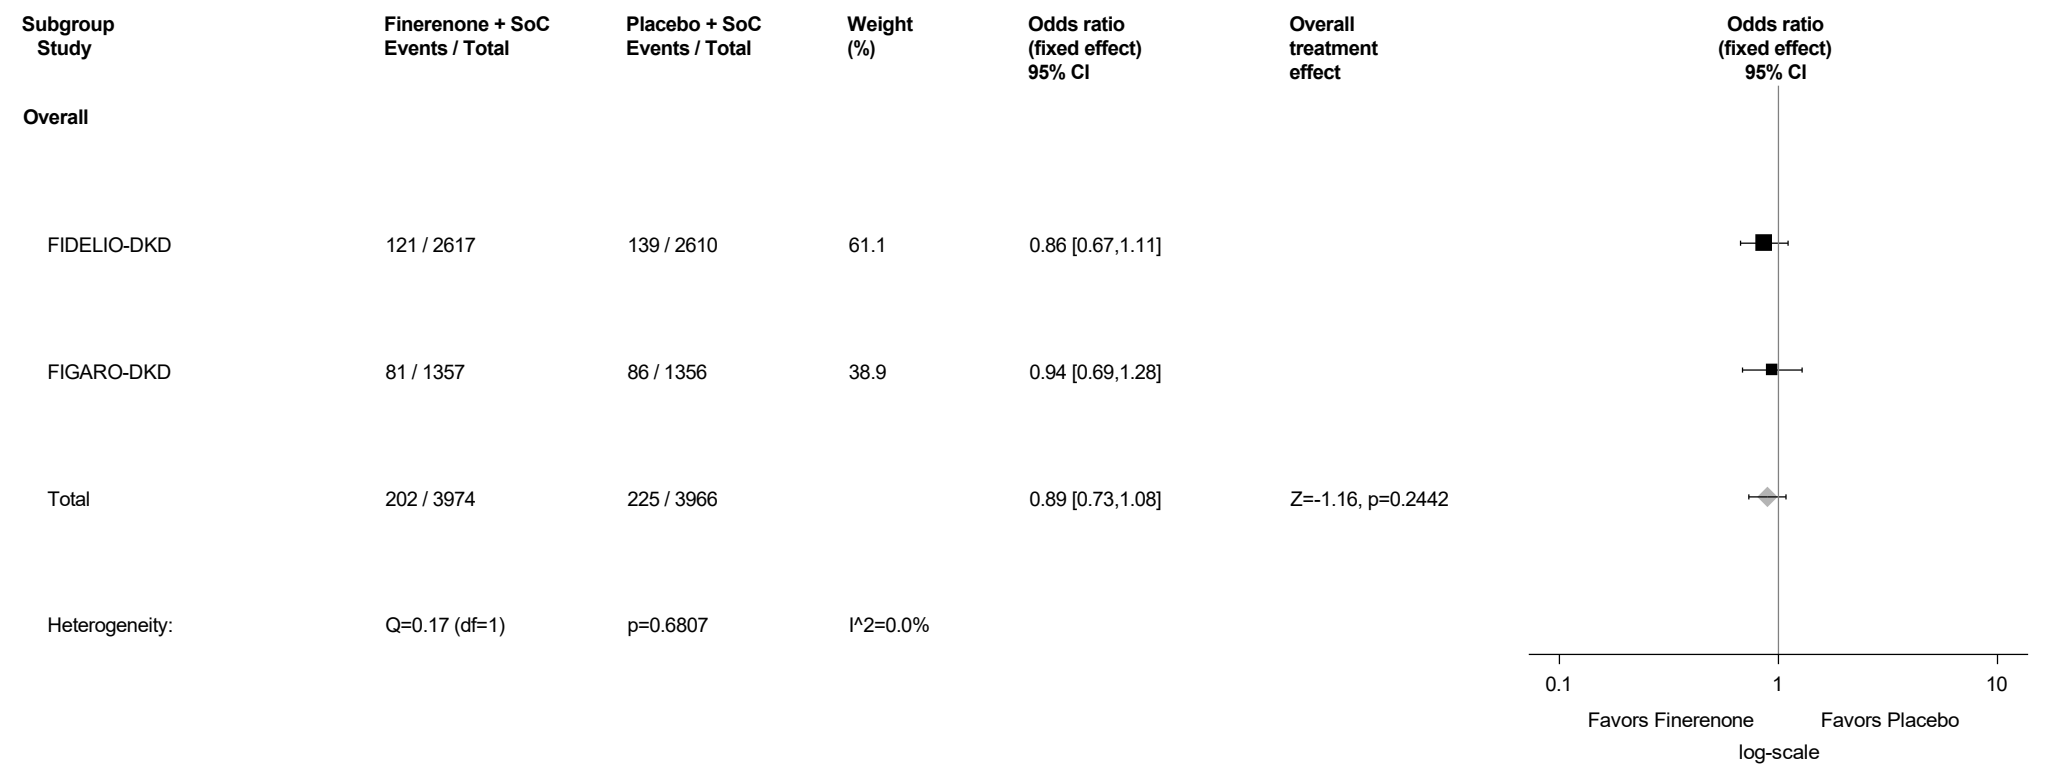 Subgroup Finerenone + SoC Placebo + SoC Weight Odds ratio Overall Odds ratio
Study Events / Total Events / Total (%) (fixed effect) treatment (fixed effect)
95% CI effect 95% CI
Overall
FIDELIO-DKD 121 / 2617 139 / 2610 61.1 0.86 [0.67,1.11]
FIGARO-DKD 81 / 1357 86 / 1356 38.9 0.94 [0.69,1.28]
Total 202 / 3974 225 / 3966 0.89 [0.73,1.08] Z=-1.16, p=0.2442
Heterogeneity: Q=0.17 (df=1) p=0.6807 I^2=0.0%
0.1 1 10
Favors Finerenone Favors Placebo
log-scale